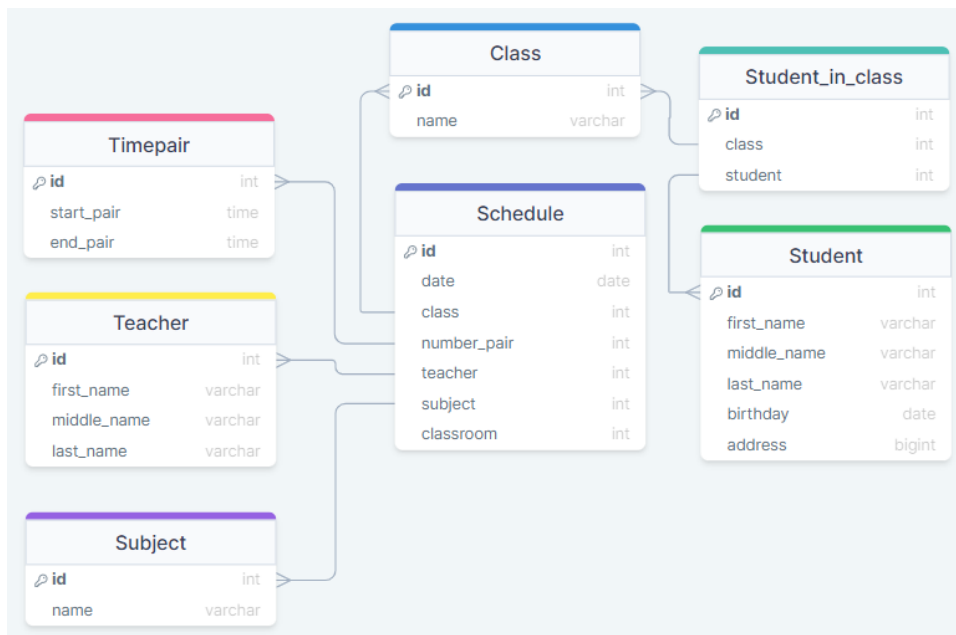 Class
id int
name varchar
Student_in_class
id int
class int
student int
Timepair
id int
start_pair time
end_pair time
Schedule
id int
date date
class int
number_pair int
teacher int
subject int
classroom int
Student
id int
first_name varchar
middle_name varchar
last_name varchar
birthday date
address bigint
Teacher
id int
first_name varchar
middle_name varchar
last_name varchar
Subject
id int
name varchar